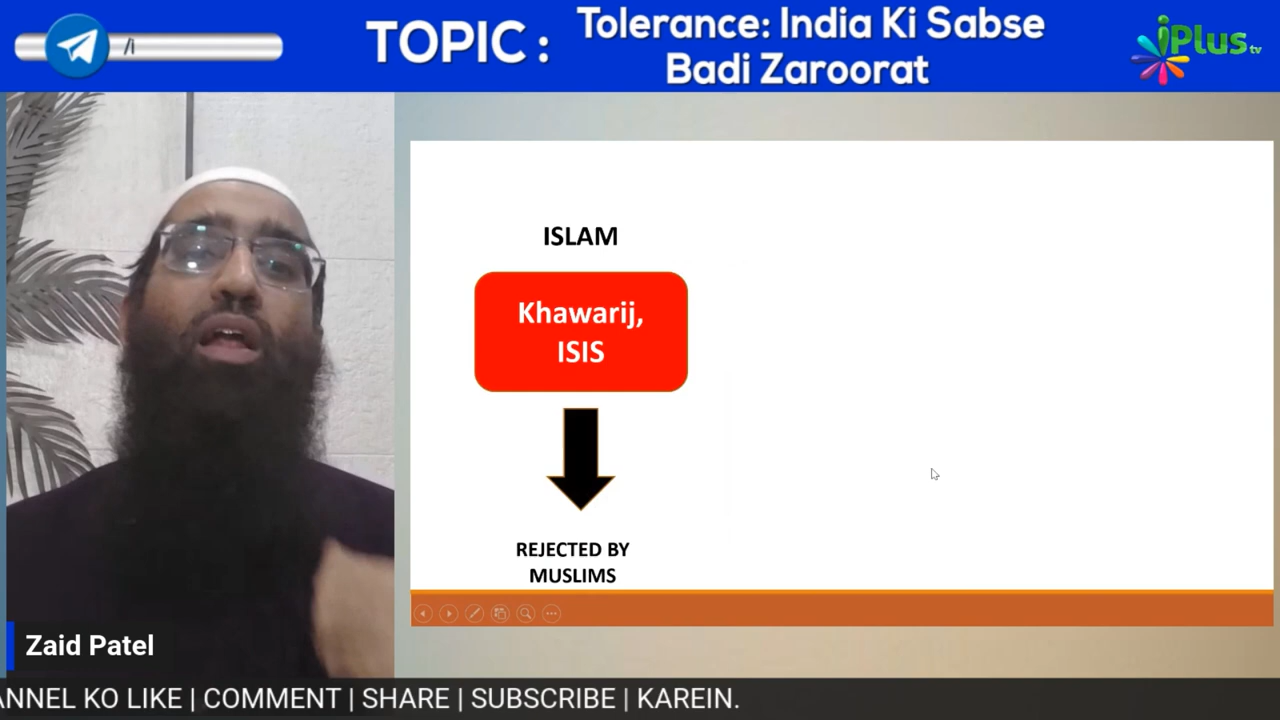 /i
TOPIC :
Tolerance: India Ki Sabse
Badi Zaroorat
iPlus tv
ISLAM
Khawarij,
ISIS
REJECTED BY
MUSLIMS
Zaid Patel
ANNEL KO LIKE | COMMENT | SHARE | SUBSCRIBE | KAREIN.